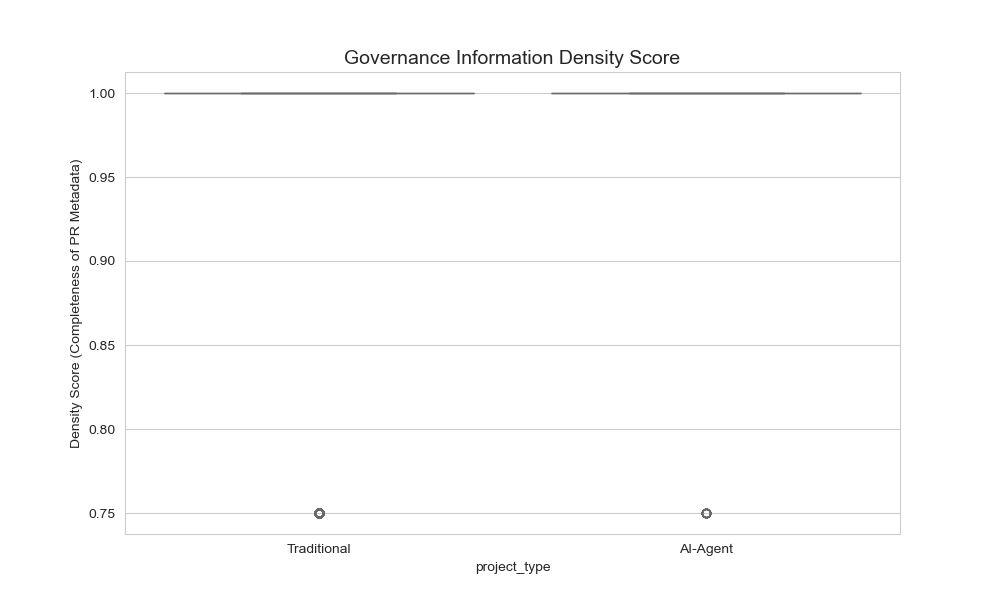 Governance Information Density Score
Density Score (Completeness of PR Metadata)
1.00
0.95
0.90
0.85
0.80
0.75
Traditional
AI-Agent
project_type